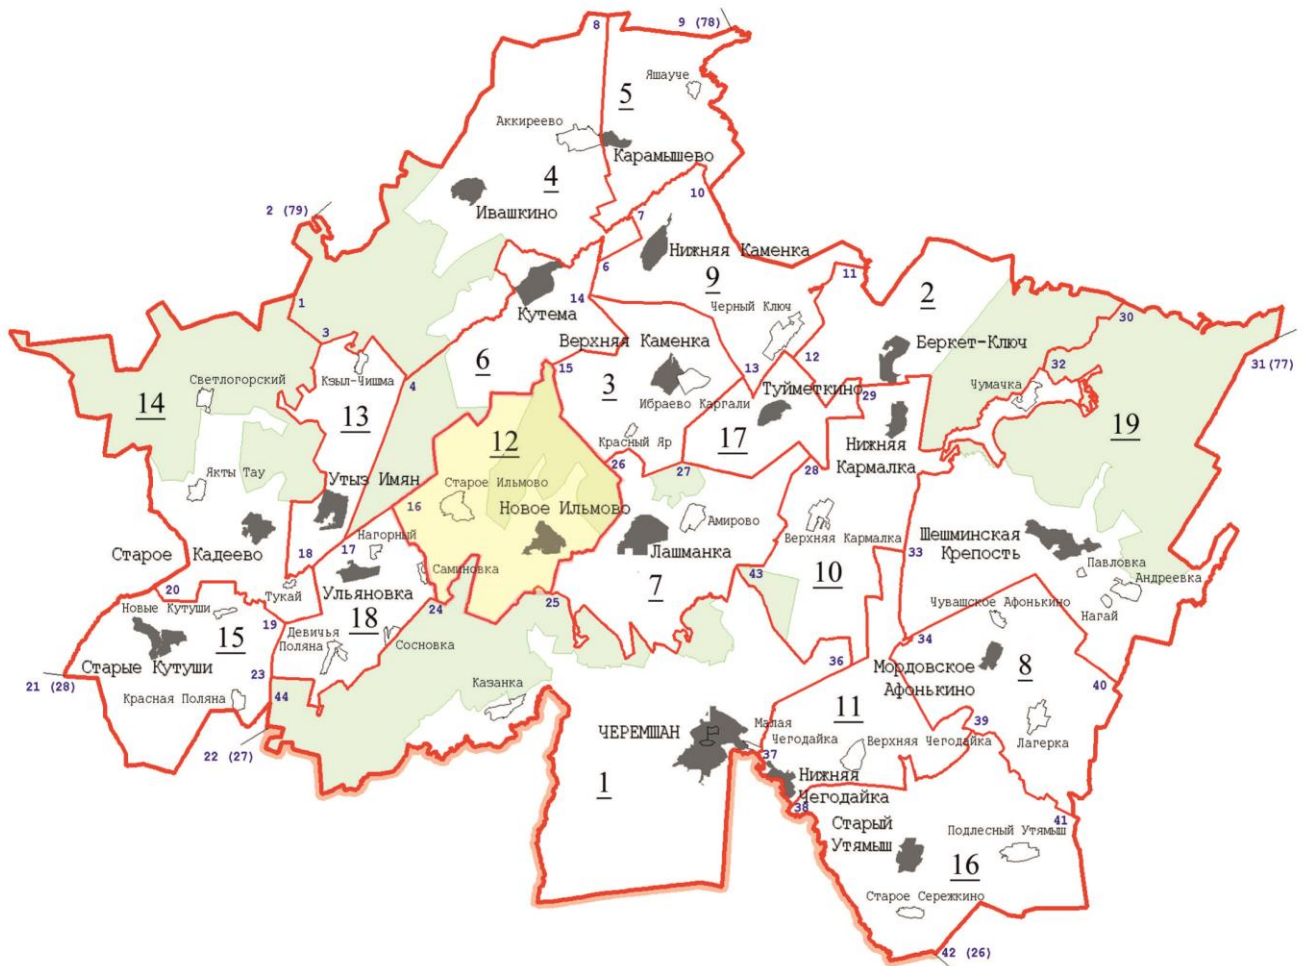 8
9 (78)
Яшауче
5
Аккиреево
Карамышево
4
10
Ивашкино
2 (79)
7
Нижняя Каменка
6
11
9
2
1
14
Кутема
Черный Ключ
30
3
Верхняя
Каменка
12
Беркет-Ключ
31 (77)
6
15
13
32
Кзыл-Чишма
4
3
Туйметкино
Чумачка
Светлогорский
14
13
Ибраево Каргали
29
19
12
17
Нижняя
Кармалка
Красный Яр
Якты Тау
26
27
28
Утыз Имян
Старое Ильмово
16
Новое Ильмово
Амирово
Шешминская
Крепость
Старое Кадеево
Нагорный
Лашманка
Верхняя Кармалка
18
17
33
Саминовка
Павловка
20
Тукай
Ульяновка
43
10
Андреевка
Новые Кутуши
24
25
7
Чувашское Афонькино
Нагай
15
19
18
34
Девичья
Поляна
Сосновка
Старые Кутуши
36
Мордовское
Афонькино
8
21 (28)
23
Казанка
40
Красная Поляна
44
11
39
ЧЕРЕМШАН
Малая
Чегодайка
Верхняя Чегодайка
Лагерка
22 (27)
37
1
Нижняя
Чегодайка
38
Старый
Утямыш
41
Подлесный Утямыш
16
Старое Сережкино
42 (26)